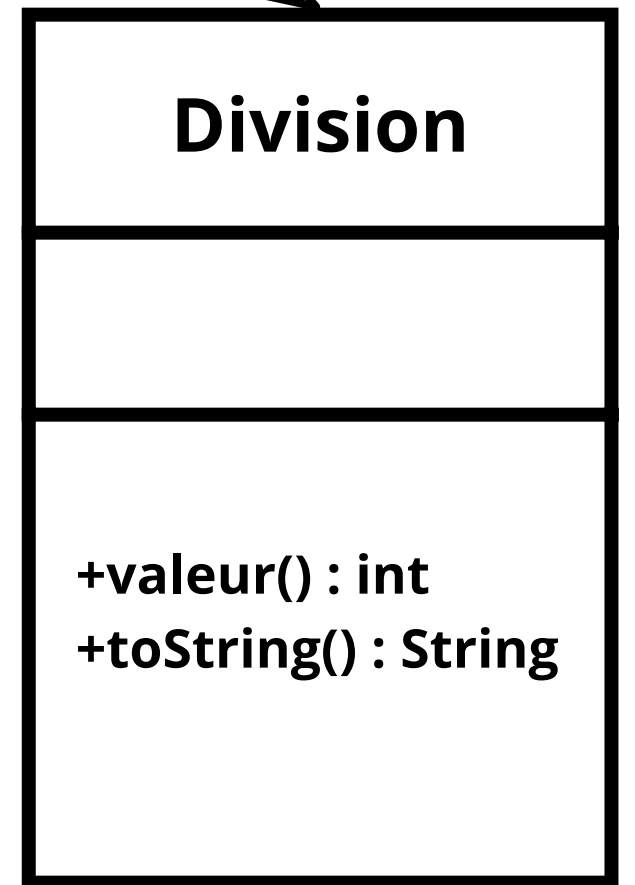 Division
+valeur() : int
+toString() : String